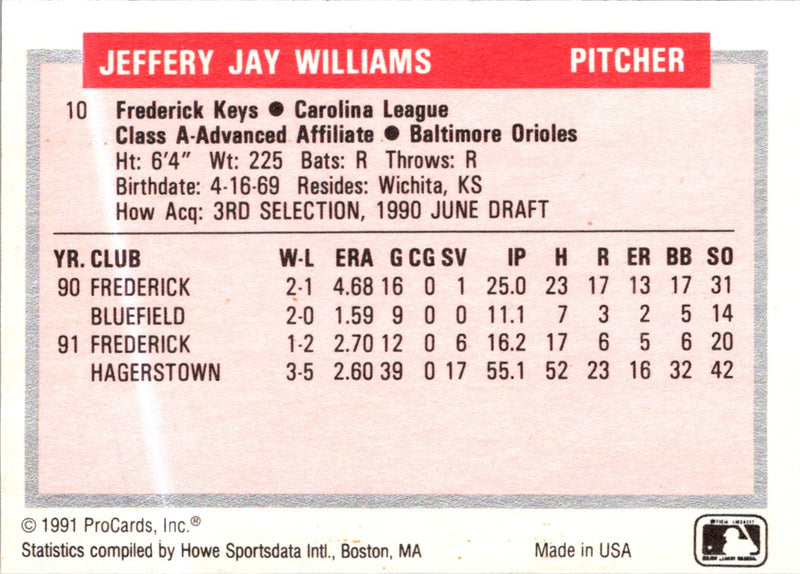 JEFFERY JAY WILLIAMS PITCHER
10 Frederick Keys ● Carolina League
Class A-Advanced Affiliate ● Baltimore Orioles
Ht: 6'4" Wt: 225 Bats: R Throws: R
Birthdate: 4-16-69 Resides: Wichita, KS
How Acq: 3RD SELECTION, 1990 JUNE DRAFT
YR. CLUB W-L ERA G CG SV IP H R ER BB SO
90 FREDERICK 2-1 4.68 16 0 1 25.0 23 17 13 17 31
BLUEFIELD 2-0 1.59 9 0 0 11.1 7 3 2 5 14
91 FREDERICK 1-2 2.70 12 0 6 16.2 17 6 5 6 20
HAGERSTOWN 3-5 2.60 39 0 17 55.1 52 23 16 32 42
© 1991 ProCards, Inc.®
Statistics compiled by Howe Sportsdata Intl., Boston, MA Made in USA